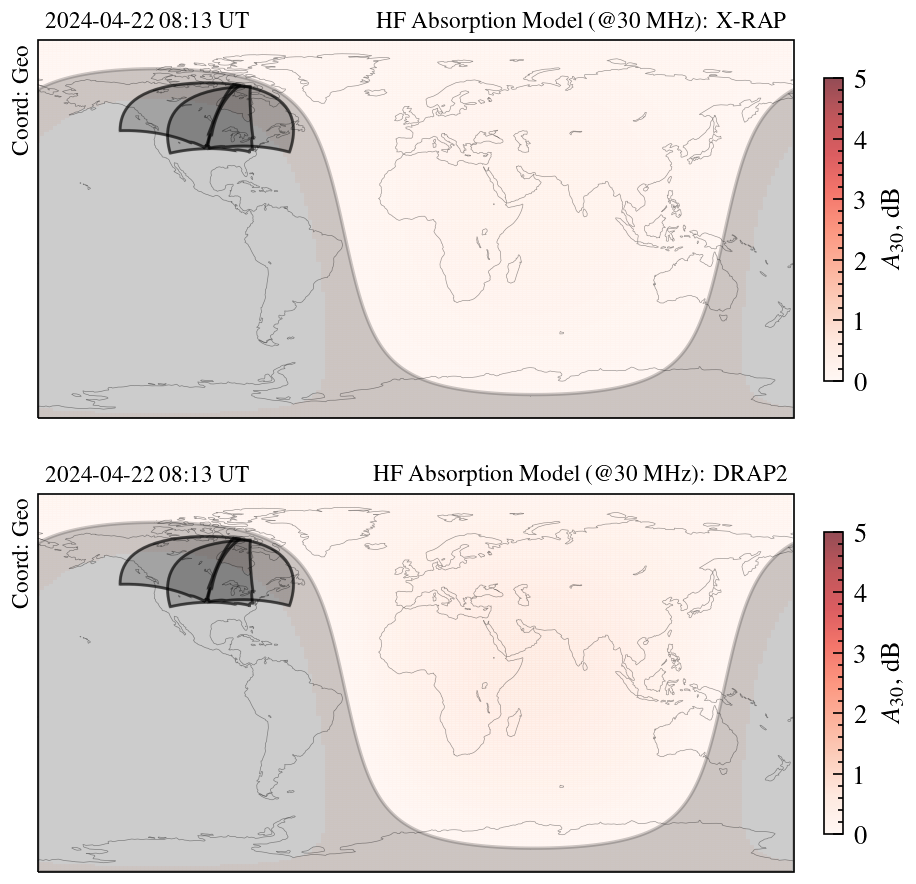 2024-04-22 08:13 UT
HF Absorption Model (@30 MHz): X-RAP
Coord: Geo
5
4
3
2
1
0
A30, dB
2024-04-22 08:13 UT
HF Absorption Model (@30 MHz): DRAP2
Coord: Geo
5
4
3
2
1
0
A30, dB